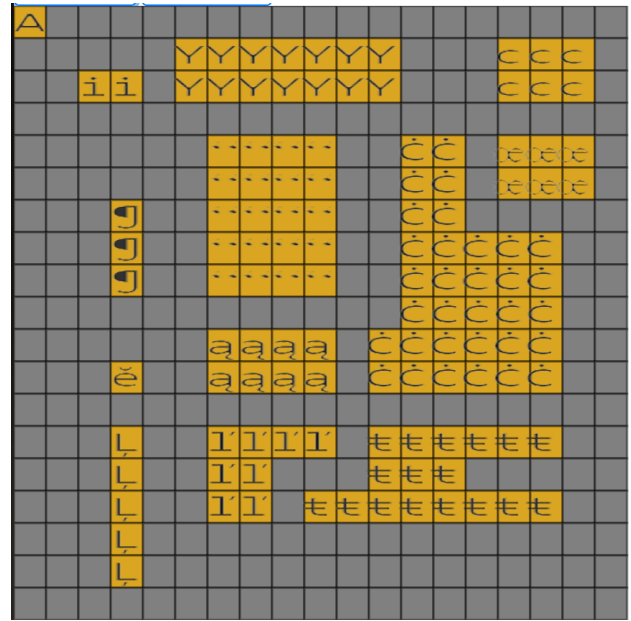 A
YYYYYYY ccc
ii YYYYYYY ccc
¨¨¨¨ ĊĊ
¨¨¨¨ ĊĊ
¶ ¨¨¨¨ ĊĊ
¶ ¨¨¨¨ ĊĊĊĊĊ
¶ ¨¨¨¨ ĊĊĊĊĊ
ĊĊĊĊĊ
ąąąą ĊĊĊĊĊĊ
ĕ ąąąą ĊĊĊĊĊĊ
Ļ ľľľľ ŧŧŧŧŧŧ
Ļ ľľ ŧŧŧ
Ļ ľľ ŧŧŧŧŧŧŧŧ
Ļ
Ļ